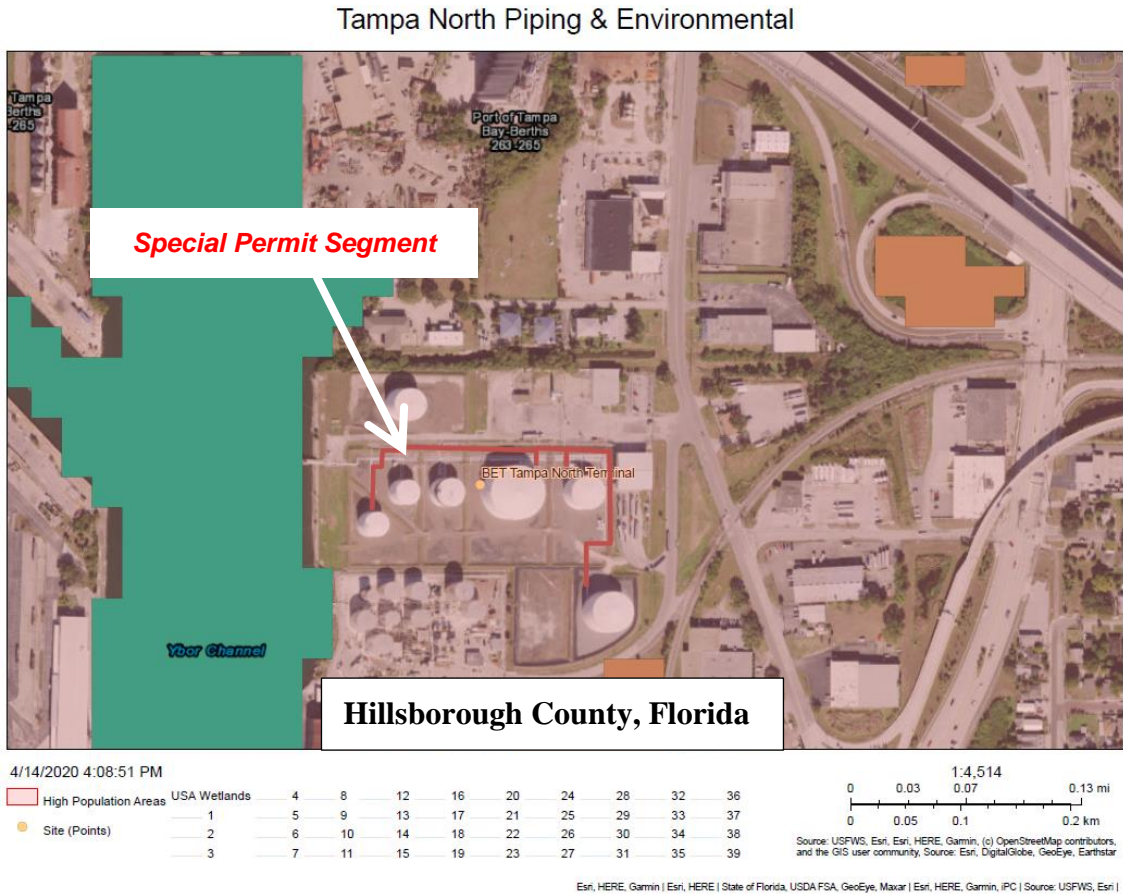 Tampa North Piping & Environmental
Tampa
Berths
-265
Port of Tampa
Bay-Berths
263-265
Special Permit Segment
BET Tampa North Terminal
Ybor Channel
Hillsborough County, Florida
4/14/2020 4:08:51 PM
High Population Areas
Site (Points)
USA Wetlands 4 8 12 16 20 24 28 32 36
1 5 9 13 17 21 25 29 33 37
2 6 10 14 18 22 26 30 34 38
3 7 11 15 19 23 27 31 35 39
1:4,514
0 0.03 0.07 0.13 mi
0 0.05 0.1 0.2 km
Source: USFWS, Esri, Esri, HERE, Garmin, (c) OpenStreetMap contributors,
and the GIS user community, Source: Esri, DigitalGlobe, GeoEye, Earthstar
Esri, HERE, Garmin | Esri, HERE | State of Florida, USDA FSA, GeoEye, Maxar | Esri, HERE, Garmin, iPC | Source: USFWS, Esri |